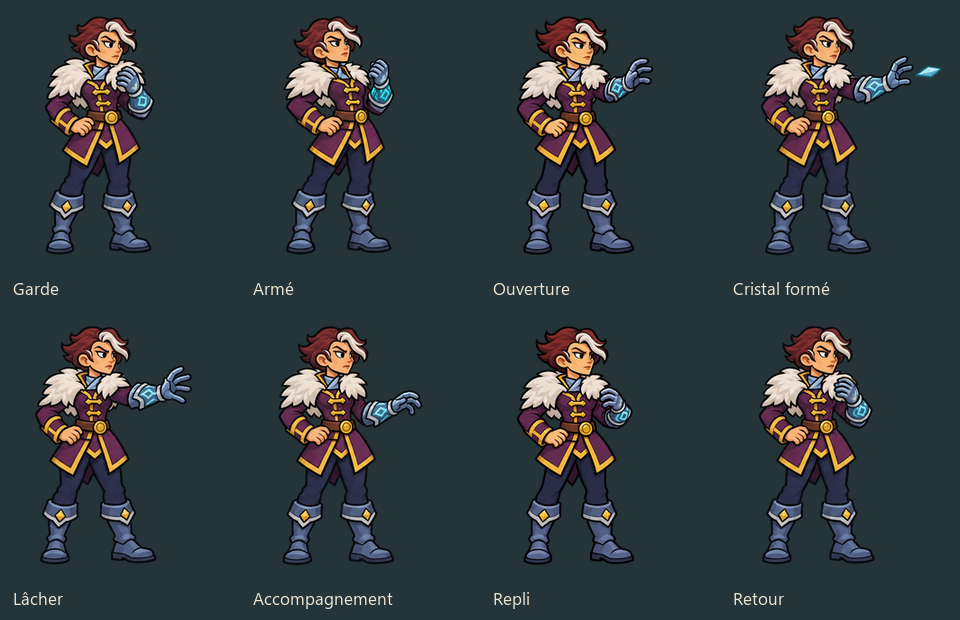 Garde
Armé
Ouverture
Cristal formé
Lâcher
Accompagnement
Repli
Retour